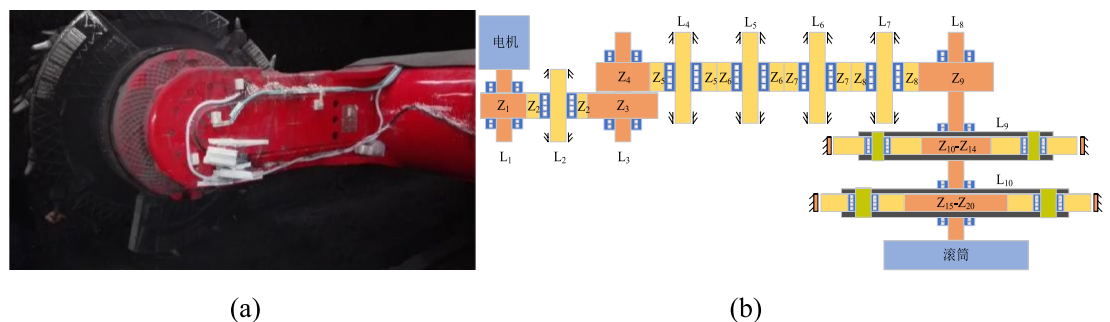 电机
L4 L5 L6 L7 L8
Z4 Z5 Z5 Z6 Z6 Z7 Z7 Z8 Z8 Z9
Z1 Z2 Z2 Z3
L1 L2 L3
L9
Z10-Z14
L10
Z15-Z20
滚筒
(a) (b)